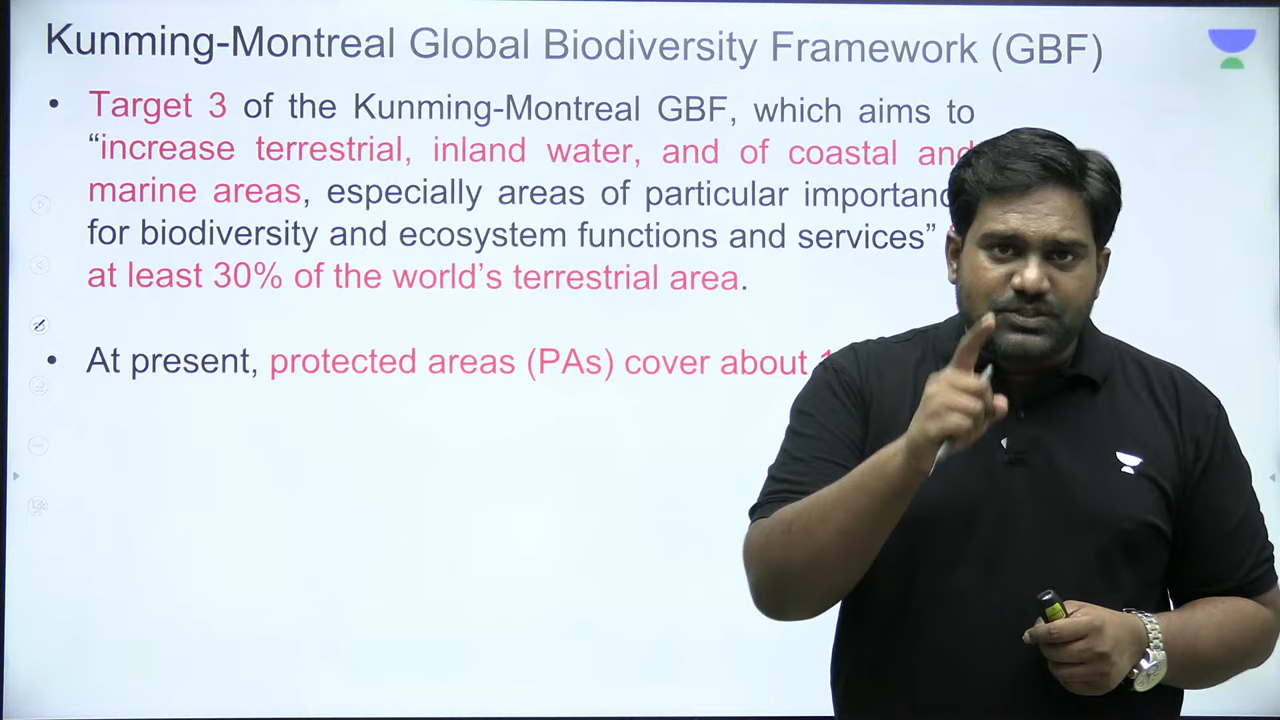 Kunming-Montreal Global Biodiversity Framework (GBF)
• Target 3 of the Kunming-Montreal GBF, which aims to
“increase terrestrial, inland water, and of coastal and
marine areas, especially areas of particular
for biodiversity and ecosystem functions and services”
at least 30% of the world’s terrestrial area.
• At present, protected areas (PAs) cover about